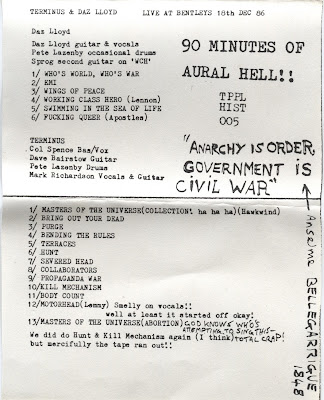 TERMINUS & DAZ LLOYD LIVE AT BENTLEYS 18th DEC 86
Daz Lloyd
Daz Lloyd guitar & vocals
Pete Lazenby occasional drums
Sprog second guitar on 'WCH'
1/ WHO'S WORLD, WHO'S WAR
2/ EMI
3/ WINGS OF PEACE
4/ WORKING CLASS HERO (Lennon)
5/ SWIMMING IN THE SEA OF LIFE
6/ FUCKING QUEER (Apostles)
TERMINUS
Col Spence Bas/Vox
Dave Bairstow Guitar
Pete Lazenby Drums
Mark Richardson Vocals & Guitar
90 MINUTES OF
AURAL HELL!!
TPPL
HIST
005
"ANARCHY IS ORDER,
GOVERNMENT IS
CIVIL WAR"
ANSELME BELLEGARRIGUE 1848
1/ MASTERS OF THE UNIVERSE(COLLECTION! ha ha ha)(Hawkwind)
2/ BRING OUT YOUR DEAD
3/ PURGE
4/ BENDING THE RULES
5/ TERRACES
6/ HUNT
7/ SEVERED HEAD
8/ COLLABORATORS
9/ PROPAGANDA WAR
10/KILL MECHANISM
11/BODY COUNT
12/MOTORHEAD(Lemmy) Smelly on vocals!!
well at least it started off okay!
13/MASTERS OF THE UNIVERSE(ABORTION) GOD KNOWS WHO'S
ATTEMPTING TO SING THIS—
TOTAL CRAP!
We did do Hunt & Kill Mechanism again (I think)
but mercifully the tape ran out!!